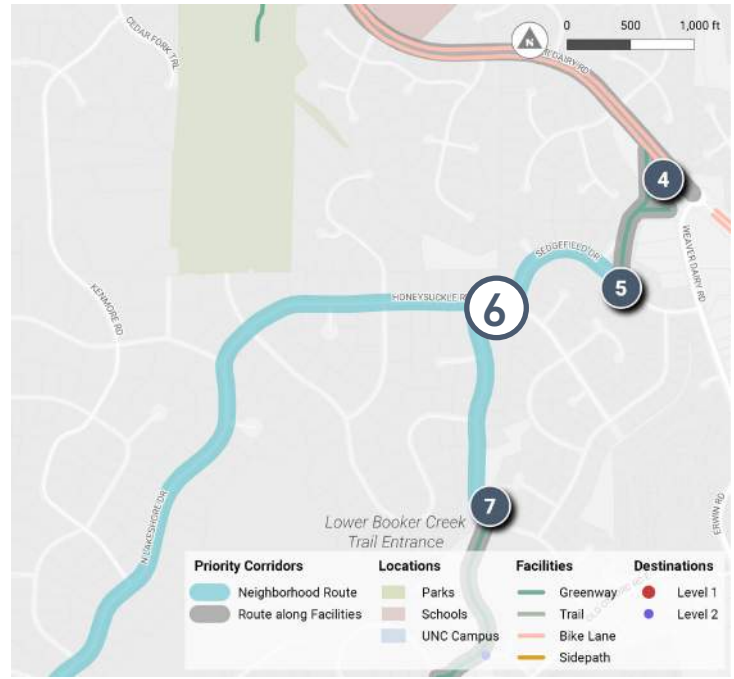 CEDAR FORK TRL
N
0 500 1,000 ft
DAIRY RD
4
WEAVER DAIRY RD
SEDGEFIELD DR
5
KENMORE RD
HONEYSUCKLE R
6
7
N LAKESHORE DR
ERWIN RD
Lower Booker Creek
Trail Entrance
Priority Corridors
Neighborhood Route
Route along Facilities
Locations
Parks
Schools
UNC Campus
Facilities
Greenway
Trail
Bike Lane
Sidepath
Destinations
Level 1
Level 2